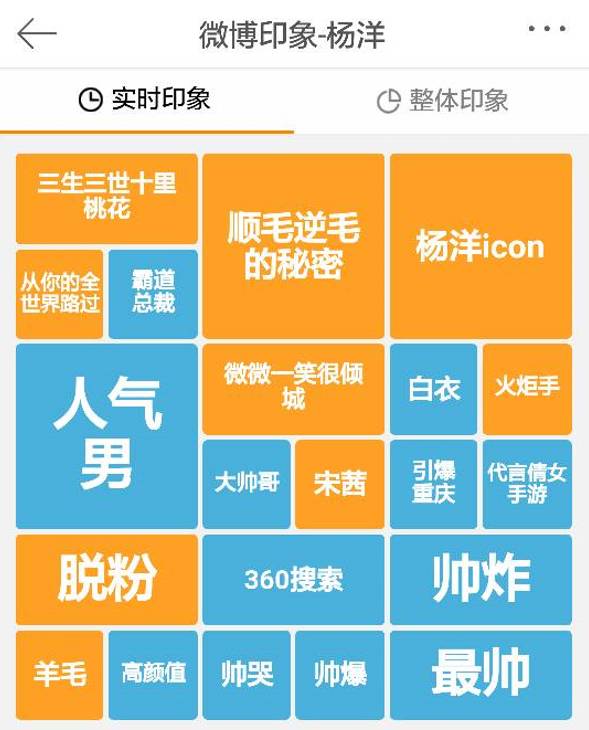 微博印象-杨洋
实时印象
整体印象
三生三世十里
桃花
顺毛逆毛
的秘密
杨洋icon
从你的全
世界路过
霸道
总裁
人气
男
微微一笑很倾
城
白衣
火炬手
大帅哥
宋茜
引爆
重庆
代言倩女
手游
脱粉
360搜索
帅炸
羊毛
高颜值
帅哭
帅爆
最帅